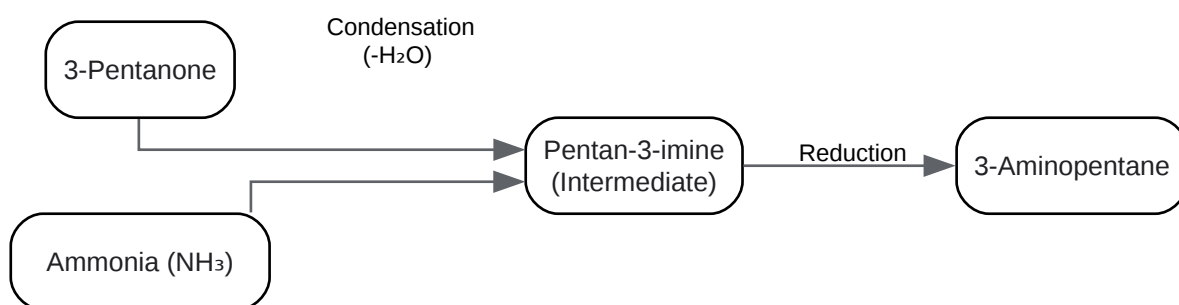 Condensation
(-H₂O)
3-Pentanone
Pentan-3-imine
(Intermediate)
Reduction
3-Aminopentane
Ammonia (NH₃)